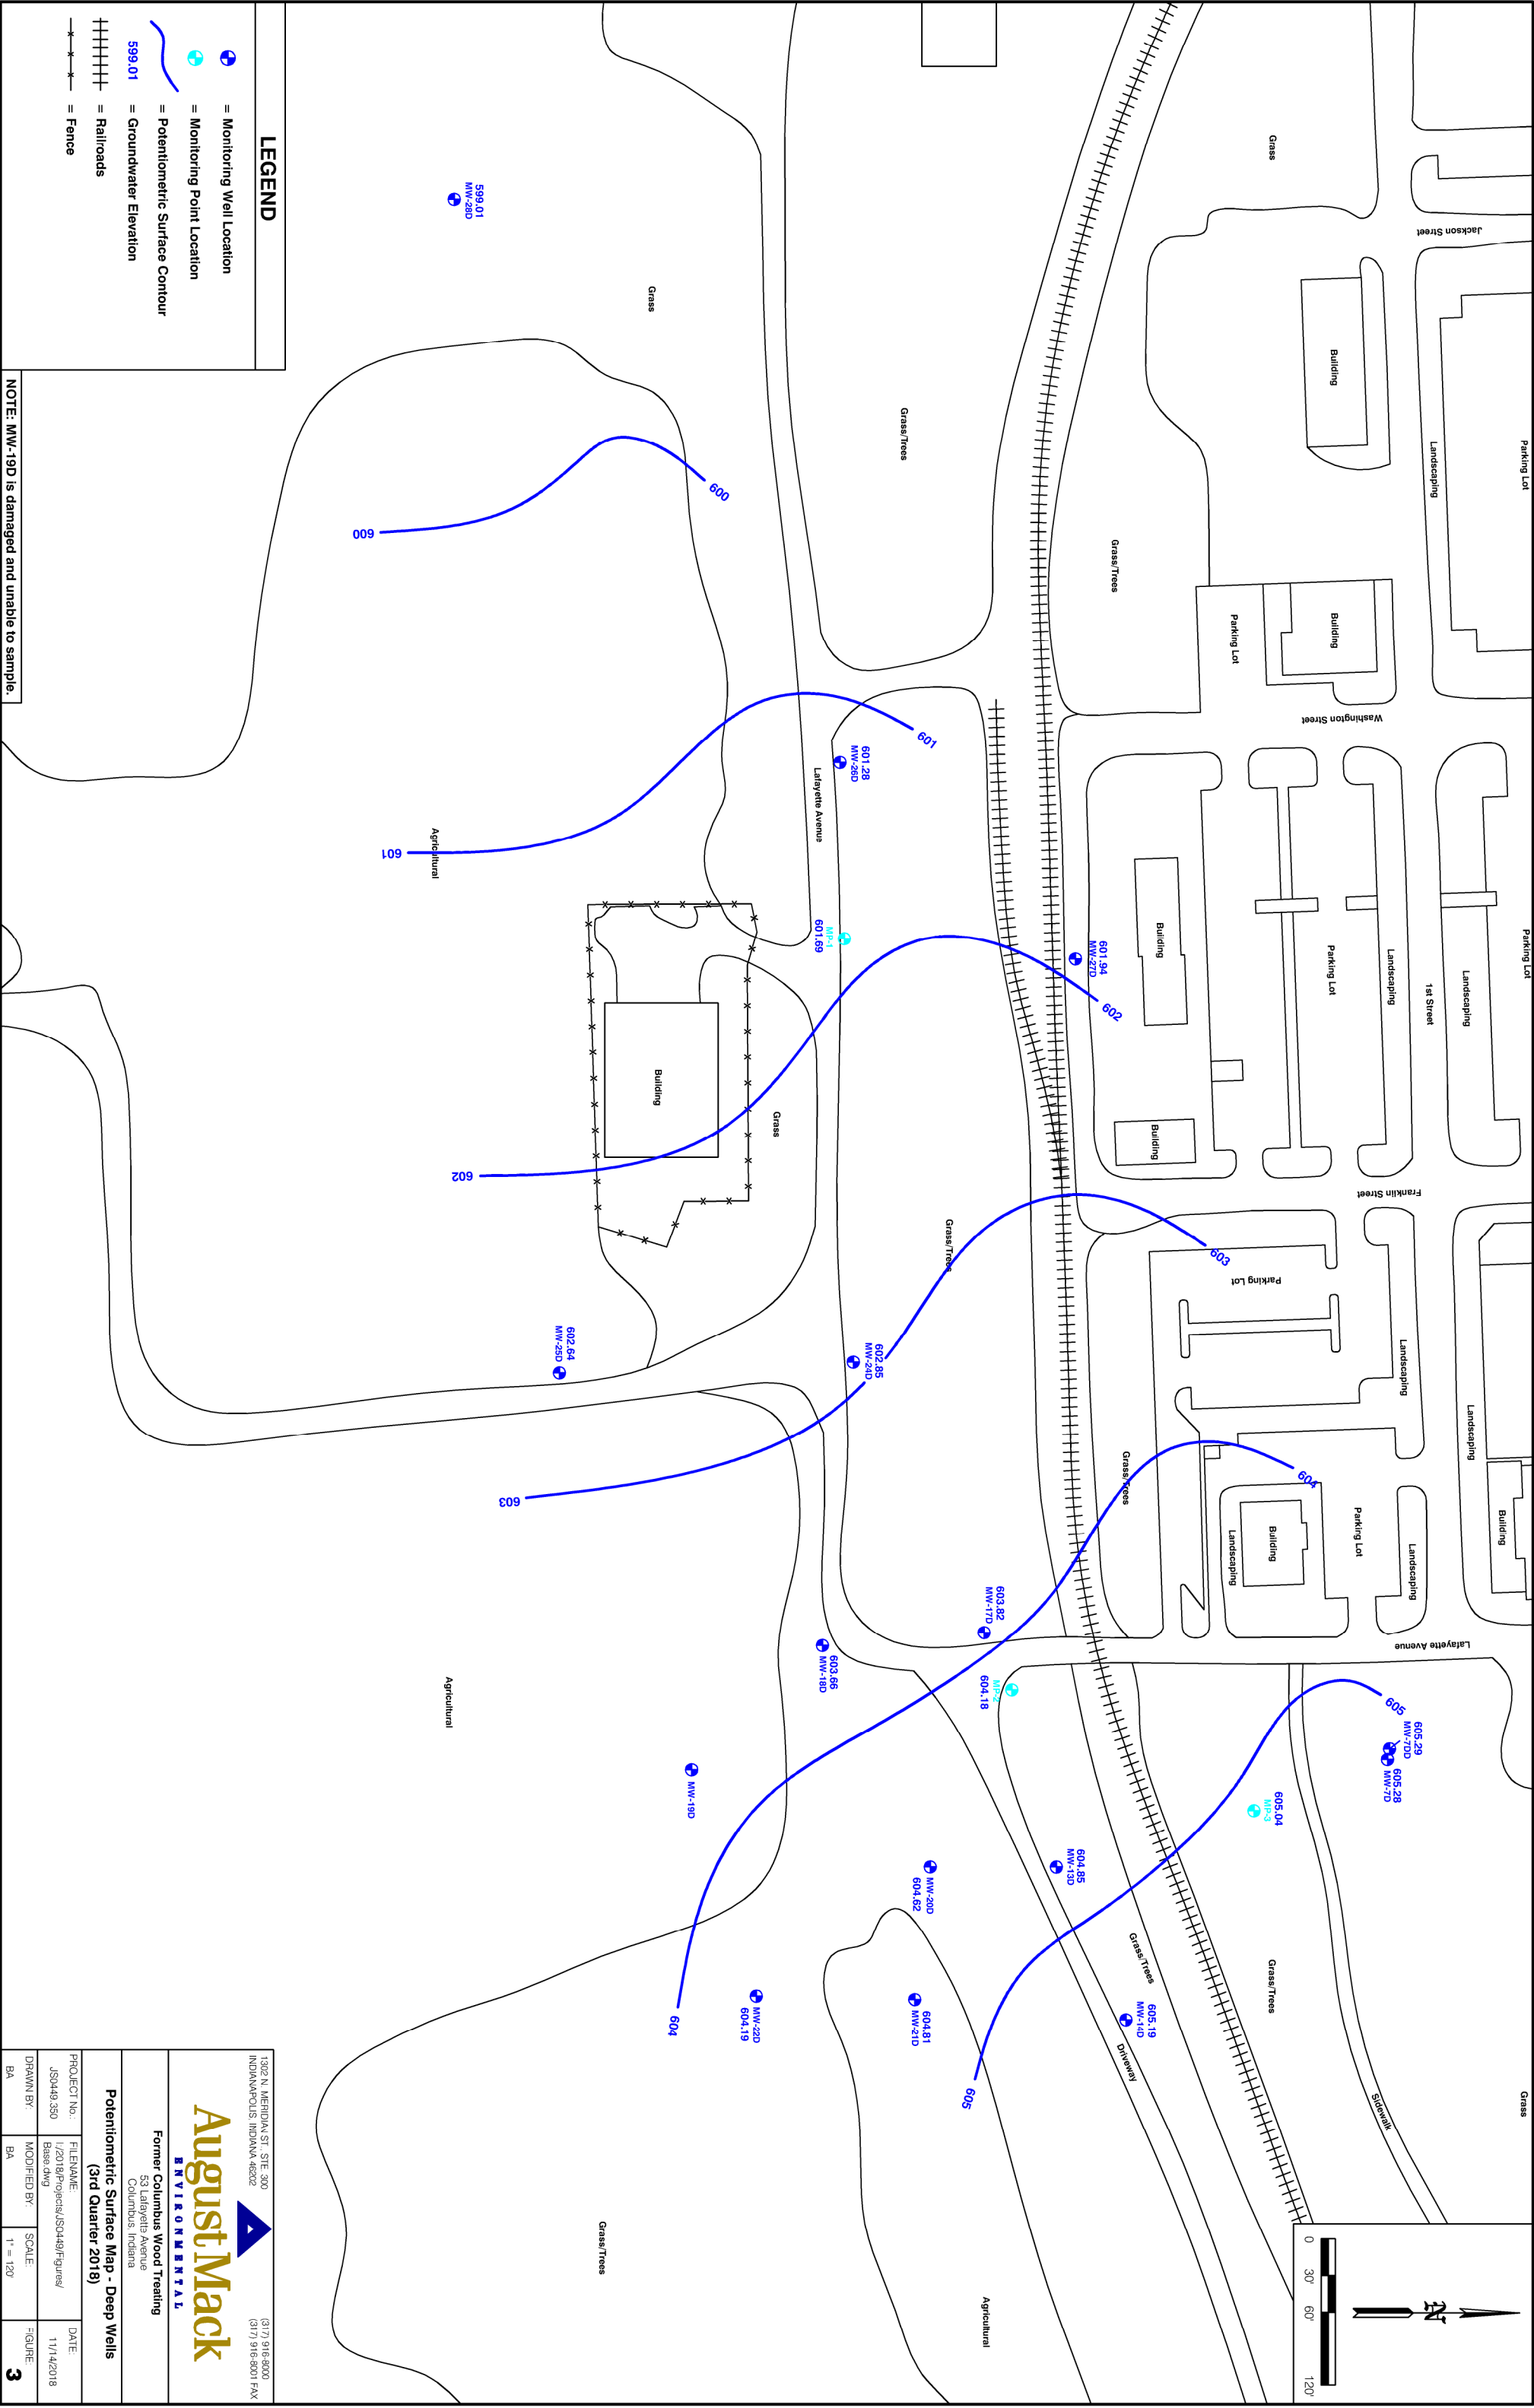 LEGEND
= Monitoring Well Location
= Monitoring Point Location
= Potentiometric Surface Contour
599.01 = Groundwater Elevation
= Railroads
= Fence
NOTE: MW-19D is damaged and unable to sample.
Parking Lot
Landscaping
Jackson Street
Building
Grass
Grass/Trees
Building
Parking Lot
Washington Street
Grass/Trees
Grass
599.01
MW-28D
600
600
601
601
601.28
MW-26D
Lafayette Avenue
Agricultural
MP-1
601.69
601.94
MW-27D
602
602
Building
Parking Lot
Landscaping
1st Street
Landscaping
Parking Lot
Building
Franklin Street
Building
Grass
Grass/Trees
603
603
Parking Lot
Landscaping
Landscaping
602.85
MW-24D
602.64
MW-25D
604
Grass/Trees
Landscaping
Building
Parking Lot
Landscaping
Building
Lafayette Avenue
603.82
MW-17D
603.66
MW-18D
MP-2
604.18
Agricultural
MW-19D
605
605.29
MW-7DD
605.28
MW-7D
605.04
MP-3
604.85
MW-13D
MW-20D
604.62
604.81
MW-21D
MW-22D
604.19
604
605
605.19
MW-14D
Grass/Trees
Grass/Trees
Driveway
Sidewalk
Grass
Grass/Trees
Agricultural
0 30' 60' 120'
N
1302 N. MERIDIAN ST., STE. 300
INDIANAPOLIS, INDIANA 46202
(317) 916-8000
(317) 916-8001 FAX
August Mack
ENVIRONMENTAL
Former Columbus Wood Treating
53 Lafayette Avenue
Columbus, Indiana
Potentiometric Surface Map - Deep Wells
(3rd Quarter 2018)
PROJECT No.:
JS0449.350
FILENAME:
I:/2018/Projects/JS0449/Figures/
Base.dwg
DATE:
11/14/2018
DRAWN BY:
BA
MODIFIED BY:
BA
SCALE:
1" = 120'
FIGURE:
3